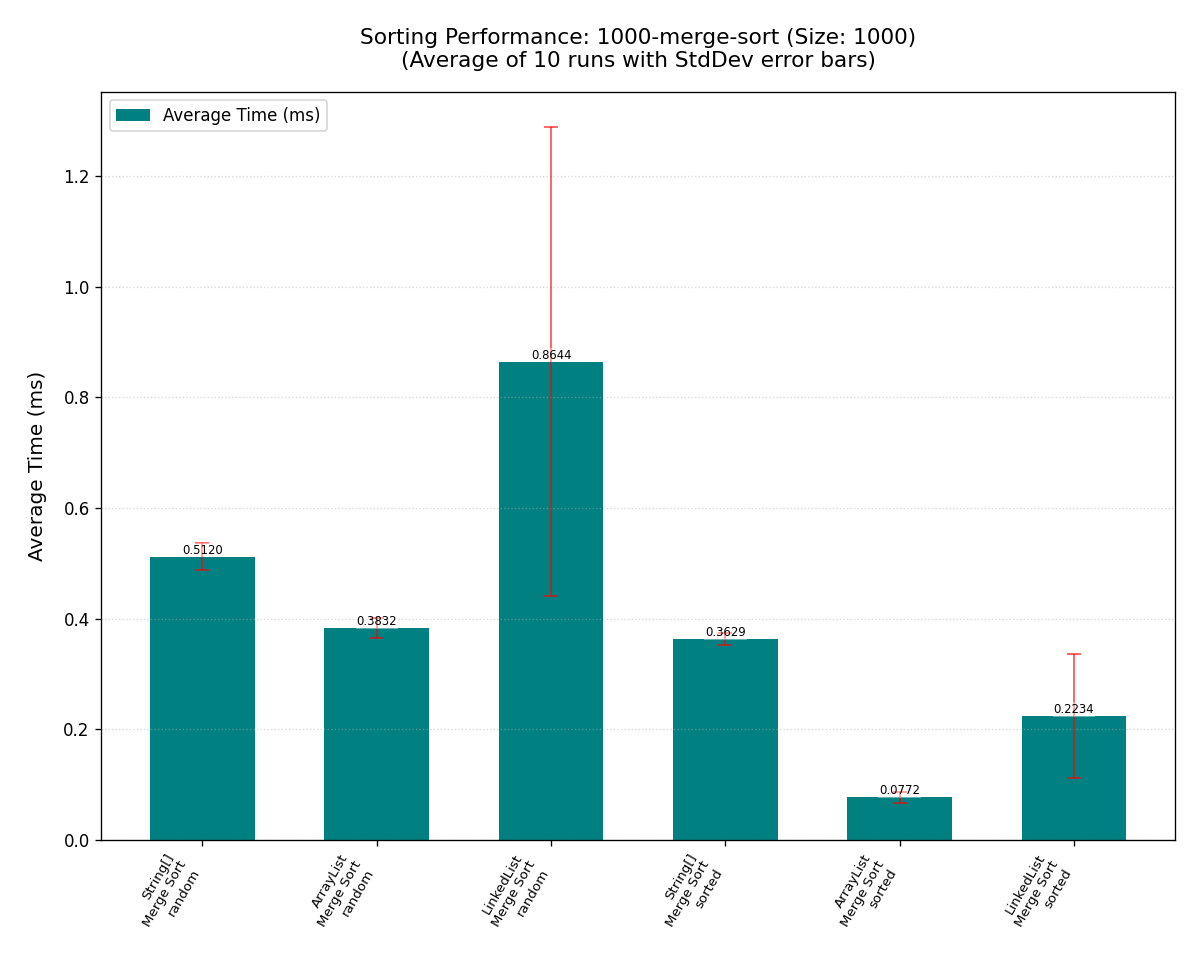 Sorting Performance: 1000-merge-sort (Size: 1000)
(Average of 10 runs with StdDev error bars)
Average Time (ms)
Average Time (ms)
1.2
1.0
0.8
0.6
0.4
0.2
0.0
0.5120
0.3832
0.8644
0.3629
0.0772
0.2234
String[]
Merge Sort
random
ArrayList
Merge Sort
random
LinkedList
Merge Sort
random
String[]
Merge Sort
sorted
ArrayList
Merge Sort
sorted
LinkedList
Merge Sort
sorted